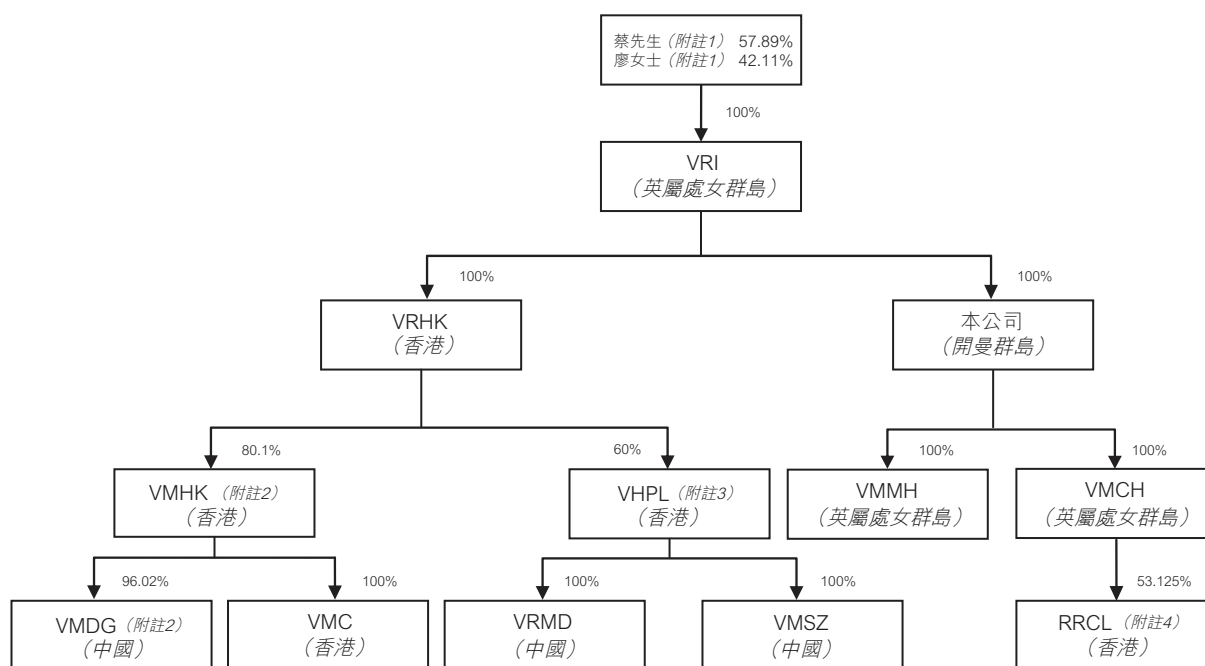 蔡先生 (附註1) 57.89%
廖女士 (附註1) 42.11%
100%
VRI
（英屬處女群島）
100%
100%
VRHK
（香港）
本公司
（開曼群島）
80.1%
60%
100%
100%
VMHK （附註2）
（香港）
VHPL （附註3）
（香港）
VMMH
（英屬處女群島）
VMCH
（英屬處女群島）
96.02%
100%
100%
100%
53.125%
VMDG （附註2）
（中國）
VMC
（香港）
VRMD
（中國）
VMSZ
（中國）
RRCL （附註4）
（香港）